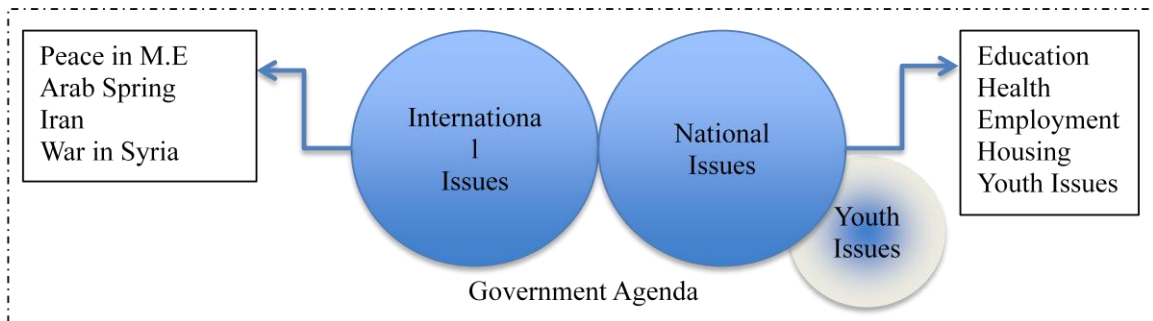 Peace in M.E
Arab Spring
Iran
War in Syria
Internationa
l
Issues
National
Issues
Youth
Issues
Education
Health
Employment
Housing
Youth Issues
Government Agenda